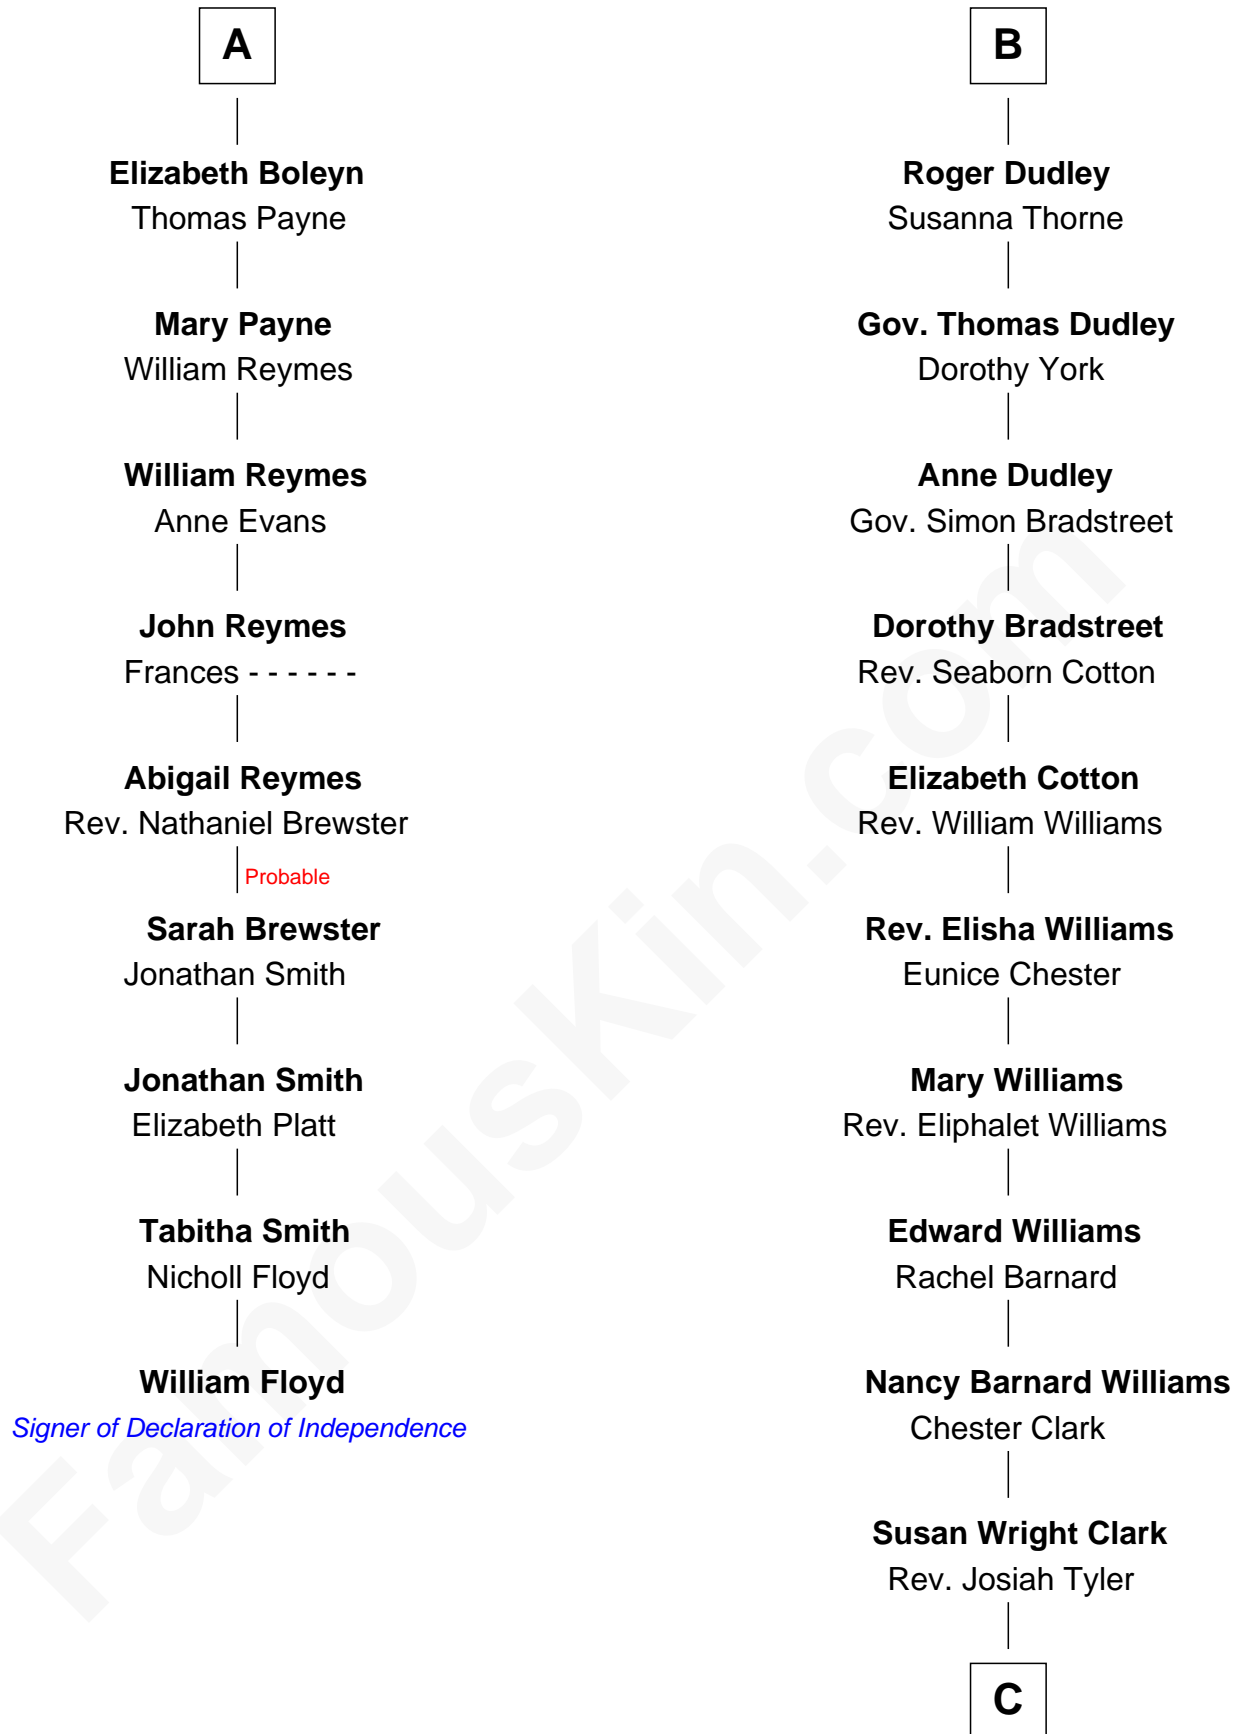 A
Elizabeth Boleyn
Thomas Payne
Mary Payne
William Reymes
William Reymes
Anne Evans
John Reymes
Frances - - - - - -
Abigail Reymes
Rev. Nathaniel Brewster
Probable
Sarah Brewster
Jonathan Smith
Jonathan Smith
Elizabeth Platt
Tabitha Smith
Nicholl Floyd
William Floyd
Signer of Declaration of Independence
B
Roger Dudley
Susanna Thorne
Gov. Thomas Dudley
Dorothy York
Anne Dudley
Gov. Simon Bradstreet
Dorothy Bradstreet
Rev. Seaborn Cotton
Elizabeth Cotton
Rev. William Williams
Rev. Elisha Williams
Eunice Chester
Mary Williams
Rev. Eliphalet Williams
Edward Williams
Rachel Barnard
Nancy Barnard Williams
Chester Clark
Susan Wright Clark
Rev. Josiah Tyler
C
FamousKin.com